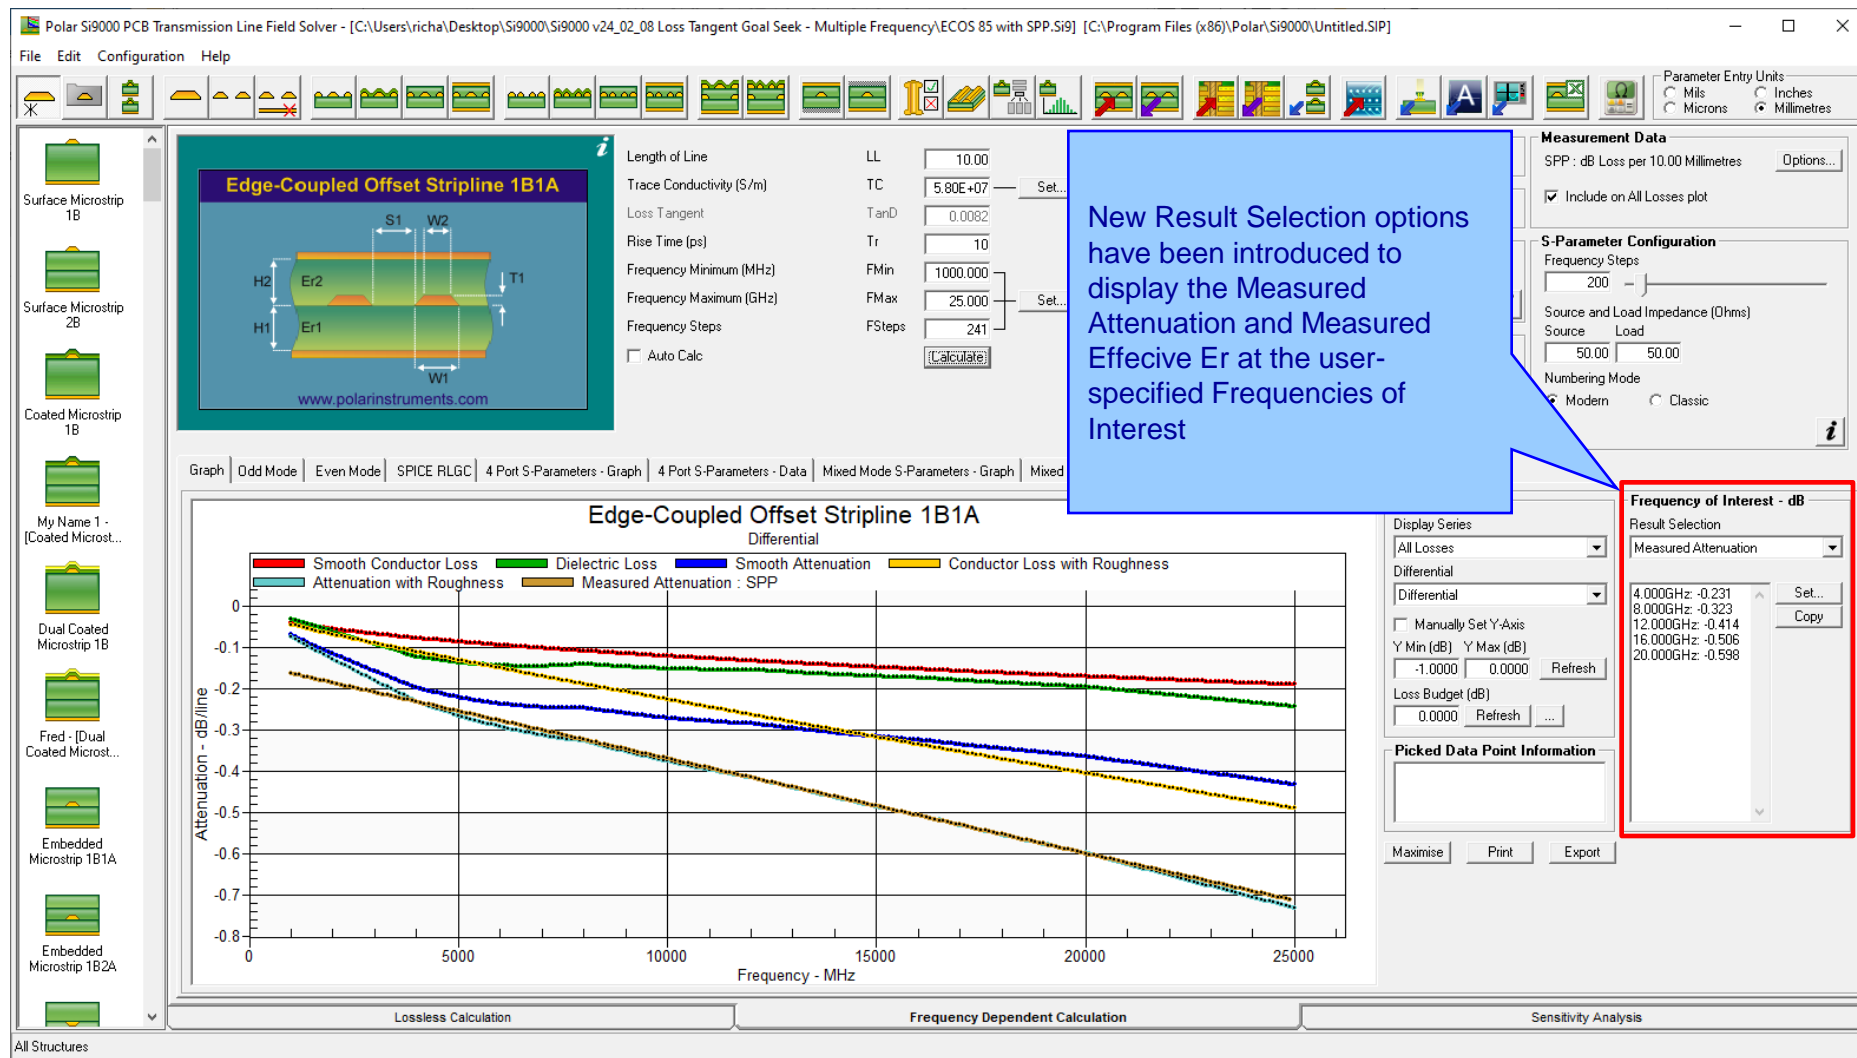 Polar Si9000 PCB Transmission Line Field Solver - [C:\Users\richa\Desktop\Si9000\Si9000 v24_02_08 Loss Tangent Goal Seek - Multiple Frequency\ECOS 85 with SPP.Si9] [C:\Program Files (x86)\Polar\Si9000\Untitled.SIP]
File Edit Configuration Help
Parameter Entry Units
Mils Inches
Microns Millimetres
Surface Microstrip
1B
Surface Microstrip
2B
Coated Microstrip
1B
My Name 1 -
[Coated Microst...
Dual Coated
Microstrip 1B
Fred - [Dual
Coated Microst...
Embedded
Microstrip 1B1A
Embedded
Microstrip 1B2A
Edge-Coupled Offset Stripline 1B1A
S1 W2
H2 Er2 T1
H1 Er1
W1
www.polarinstruments.com
Length of Line LL 10.00
Trace Conductivity (S/m) TC 5.80E+07 Set...
Loss Tangent TanD 0.0082
Rise Time (ps) Tr 10
Frequency Minimum (MHz) FMin 1000.000
Frequency Maximum (GHz) FMax 25.000 Set...
Frequency Steps FSteps 241
Auto Calc Calculate
New Result Selection options
have been introduced to
display the Measured
Attenuation and Measured
Effecive Er at the user-
specified Frequencies of
Interest
Measurement Data
SPP : dB Loss per 10.00 Millimetres Options...
Include on All Losses plot
S-Parameter Configuration
Frequency Steps
200
Source and Load Impedance (Ohms)
Source Load
50.00 50.00
Numbering Mode
Modern Classic
Graph Odd Mode Even Mode SPICE RLGC 4 Port S-Parameters - Graph 4 Port S-Parameters - Data Mixed Mode S-Parameters - Graph Mixed
Edge-Coupled Offset Stripline 1B1A
Differential
Smooth Conductor Loss Dielectric Loss Smooth Attenuation Conductor Loss with Roughness
Attenuation with Roughness Measured Attenuation : SPP
Attenuation - dB/line
0
-0.1
-0.2
-0.3
-0.4
-0.5
-0.6
-0.7
-0.8
0 5000 10000 15000 20000 25000
Frequency - MHz
Display Series
All Losses
Differential
Differential
Manually Set Y-Axis
Y Min (dB) Y Max (dB)
-1.0000 0.0000 Refresh
Loss Budget (dB)
0.0000 Refresh ...
Picked Data Point Information
Maximise Print Export
Frequency of Interest - dB
Result Selection
Measured Attenuation
4.000GHz: -0.231
8.000GHz: -0.323
12.000GHz: -0.414
16.000GHz: -0.506
20.000GHz: -0.598
Set...
Copy
Lossless Calculation Frequency Dependent Calculation Sensitivity Analysis
All Structures